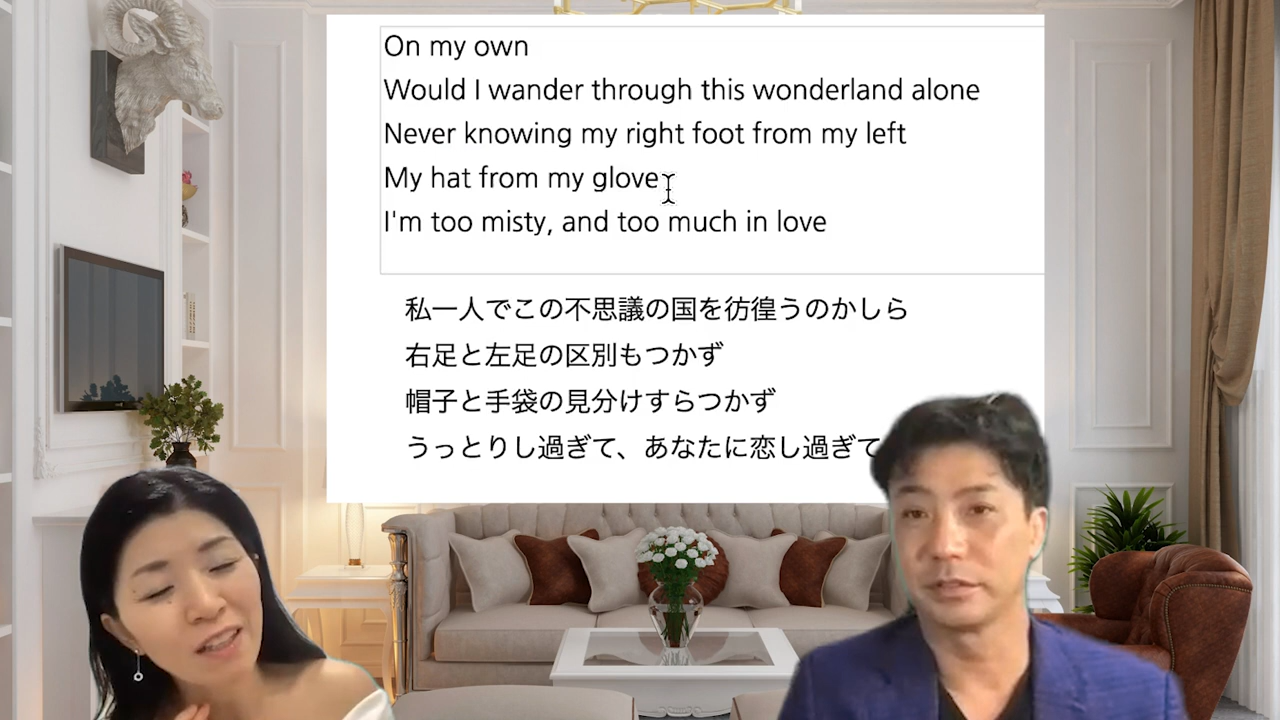 On my own
Would I wander through this wonderland alone
Never knowing my right foot from my left
My hat from my glove
I'm too misty, and too much in love
私一人でこの不思議の国を彷徨うのかしら
右足と左足の区別もつかず
帽子と手袋の見分けすらつかず
うっとりし過ぎて、あなたに恋し過ぎて